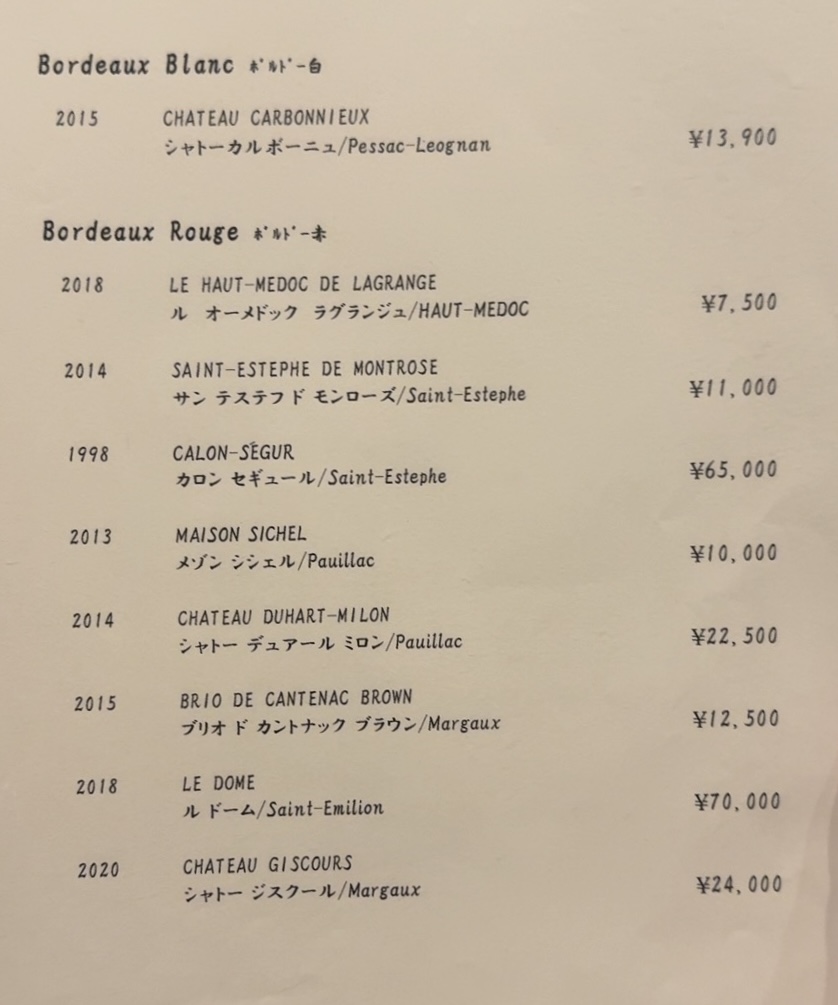 Bordeaux Blanc ﾎﾞﾙﾄﾞｰ白
2015 CHATEAU CARBONNIEUX
シャトーカルボーニュ/Pessac-Leognan ¥13,900
Bordeaux Rouge ﾎﾞﾙﾄﾞｰ赤
2018 LE HAUT-MEDOC DE LAGRANGE
ル　オーメドック　ラグランジュ/HAUT-MEDOC ¥7,500
2014 SAINT-ESTEPHE DE MONTROSE
サン テステフ ド モンローズ/Saint-Estephe ¥11,000
1998 CALON-SÉGUR
カロン セギュール/Saint-Estephe ¥65,000
2013 MAISON SICHEL
メゾン シシェル/Pauillac ¥10,000
2014 CHATEAU DUHART-MILON
シャトー デュアール ミロン/Pauillac ¥22,500
2015 BRIO DE CANTENAC BROWN
ブリオ ド カントナック ブラウン/Margaux ¥12,500
2018 LE DOME
ル ドーム/Saint-Emilion ¥70,000
2020 CHATEAU GISCOURS
シャトー ジスクール/Margaux ¥24,000